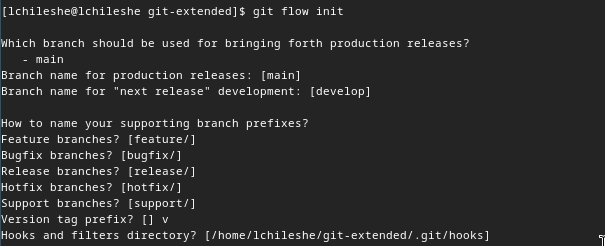 [lchileshe@lchileshe git-extended]$ git flow init
Which branch should be used for bringing forth production releases?
- main
Branch name for production releases: [main]
Branch name for "next release" development: [develop]
How to name your supporting branch prefixes?
Feature branches? [feature/]
Bugfix branches? [bugfix/]
Release branches? [release/]
Hotfix branches? [hotfix/]
Support branches? [support/]
Version tag prefix? [] v
Hooks and filters directory? [/home/lchileshe/git-extended/.git/hooks]